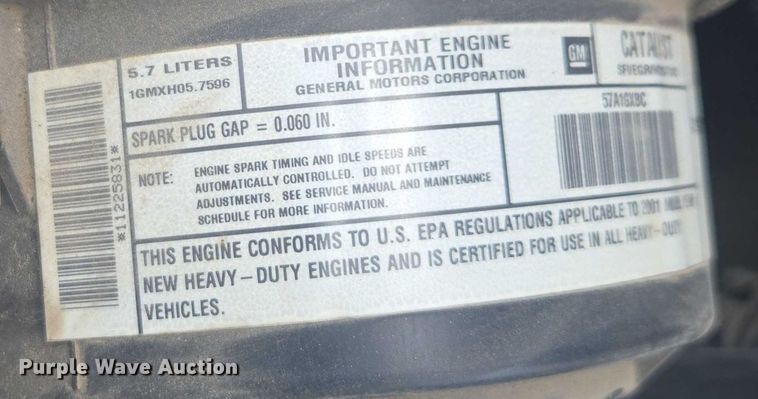 5.7 LITERS
1GMXH05.7596
IMPORTANT ENGINE
INFORMATION
GENERAL MOTORS CORPORATION
GM
CATALYST
57A1GXBC
SPARK PLUG GAP = 0.060 IN.
NOTE: ENGINE SPARK TIMING AND IDLE SPEEDS ARE
AUTOMATICALLY CONTROLLED. DO NOT ATTEMPT
ADJUSTMENTS. SEE SERVICE MANUAL AND MAINTENANCE
SCHEDULE FOR MORE INFORMATION.
THIS ENGINE CONFORMS TO U.S. EPA REGULATIONS APPLICABLE TO 2001
NEW HEAVY-DUTY ENGINES AND IS CERTIFIED FOR USE IN ALL HEAVY-DUTY
VEHICLES.
*11225831*
Purple Wave Auction